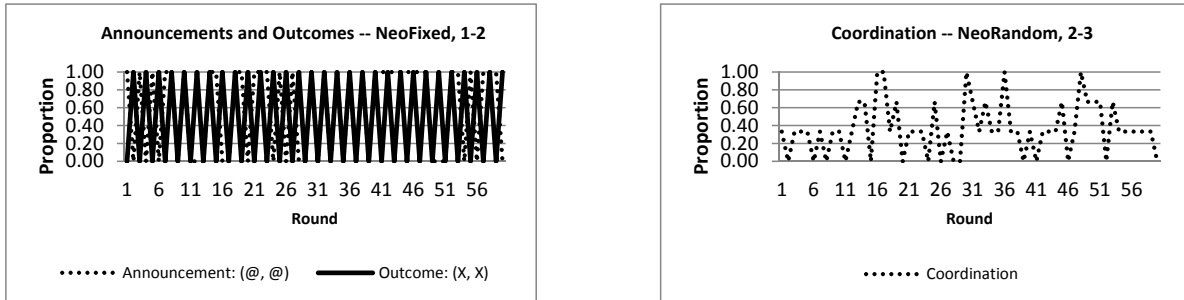 Announcements and Outcomes -- NeoFixed, 1-2
Proportion
1.00
0.80
0.60
0.40
0.20
0.00
1 6 11 16 21 26 31 36 41 46 51 56
Round
Announcement: (@, @) Outcome: (X, X)
Coordination -- NeoRandom, 2-3
Proportion
1.00
0.80
0.60
0.40
0.20
0.00
1 6 11 16 21 26 31 36 41 46 51 56
Round
Coordination